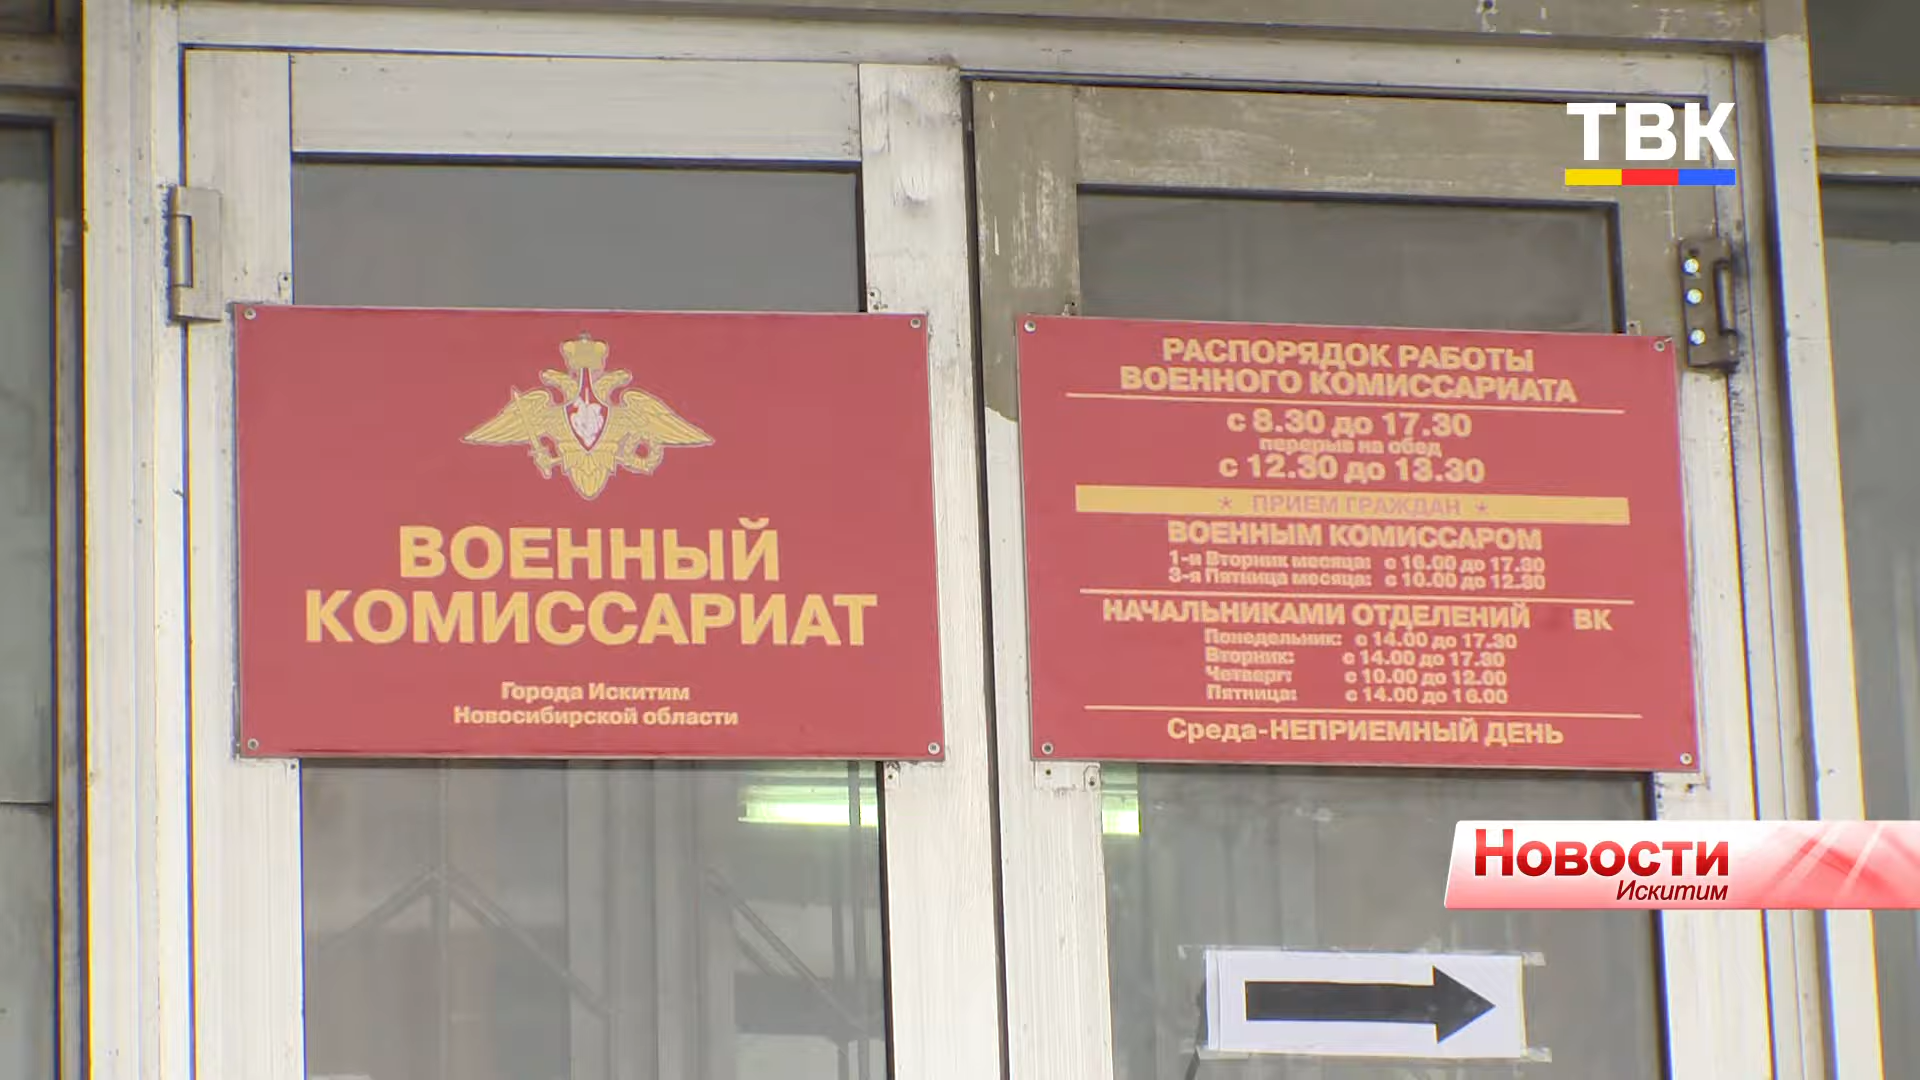 ТВК
ВОЕННЫЙ
КОМИССАРИАТ
Города Искитим
Новосибирской области
РАСПОРЯДОК РАБОТЫ
ВОЕННОГО КОМИССАРИАТА
с 8.30 до 17.30
перерыв на обед
с 12.30 до 13.30
* ПРИЕМ ГРАЖДАН *
ВОЕННЫМ КОМИССАРОМ
1-й Вторник месяца: с 16.00 до 17.30
3-я Пятница месяца: с 10.00 до 12.30
НАЧАЛЬНИКАМИ ОТДЕЛЕНИЙ ВК
Понедельник: с 14.00 до 17.30
Вторник: с 14.00 до 17.30
Четверг: с 10.00 до 12.00
Пятница: с 14.00 до 16.00
Среда-НЕПРИЕМНЫЙ ДЕНЬ
Новости
Искитим